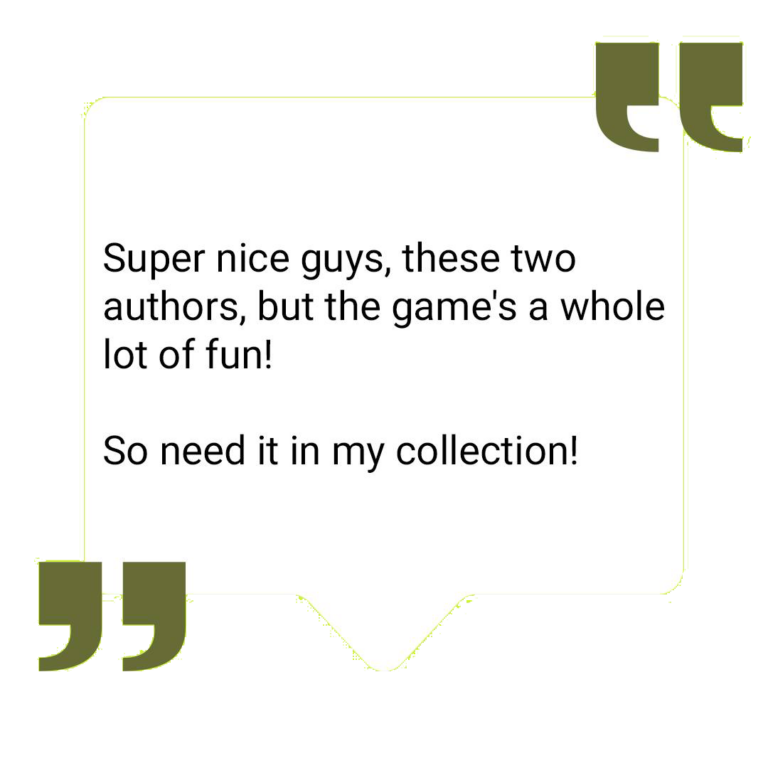 Super nice guys, these two
authors, but the game's a whole
lot of fun!
So need it in my collection!